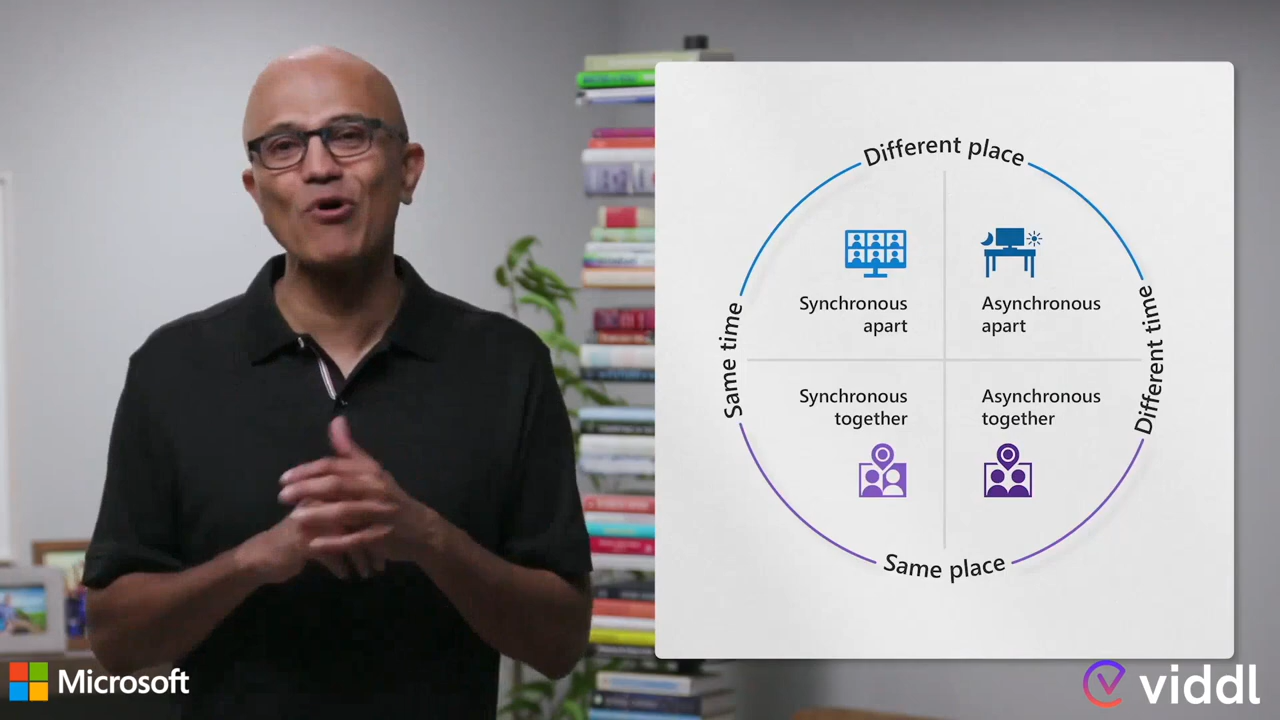 Different place
Same time
Different time
Synchronous
apart
Asynchronous
apart
Synchronous
together
Asynchronous
together
Same place
Microsoft
viddl